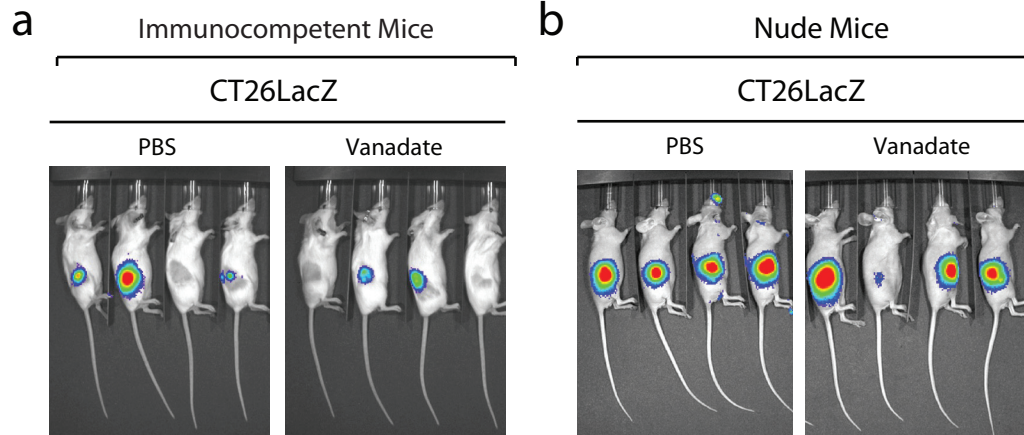 a
Immunocompetent Mice
CT26LacZ
PBS
Vanadate
b
Nude Mice
CT26LacZ
PBS
Vanadate